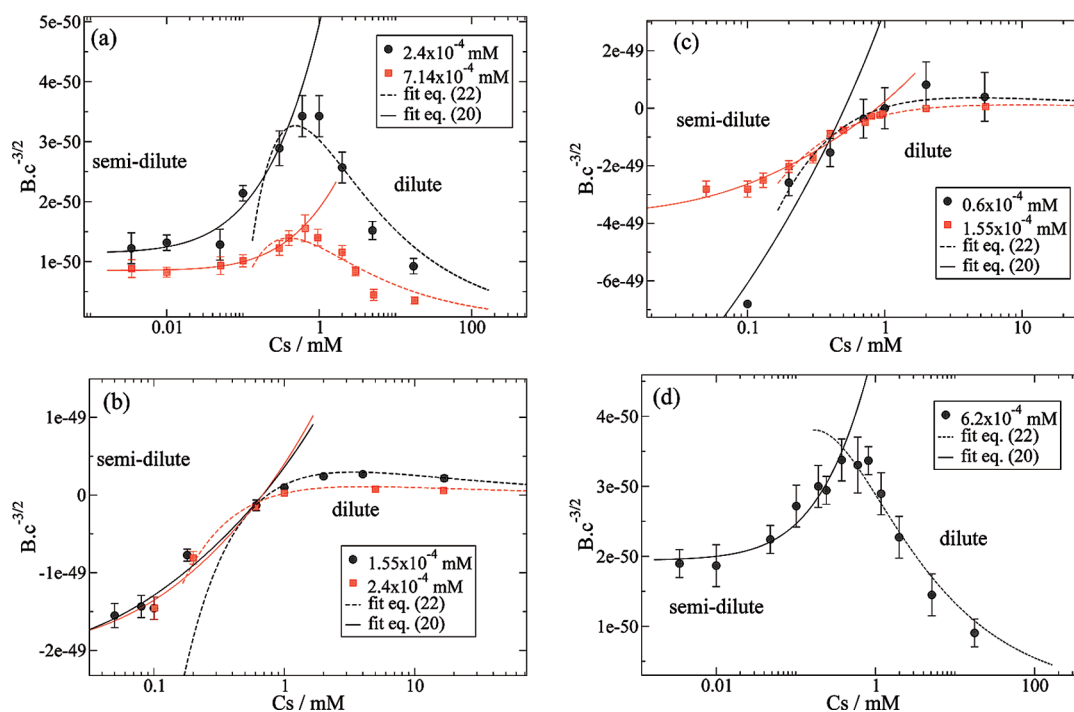 (a)
5e-50
4e-50
3e-50
2e-50
1e-50
B.c^-3/2
2.4x10^-4 mM
7.14x10^-4 mM
fit eq. (22)
fit eq. (20)
semi-dilute
dilute
0.01
1
100
Cs / mM
(c)
2e-49
0
-2e-49
-4e-49
-6e-49
B.c^-3/2
semi-dilute
dilute
0.6x10^-4 mM
1.55x10^-4 mM
fit eq. (22)
fit eq. (20)
0.1
1
10
Cs / mM
(b)
1e-49
0
-1e-49
-2e-49
B.c^-3/2
semi-dilute
dilute
1.55x10^-4 mM
2.4x10^-4 mM
fit eq. (22)
fit eq. (20)
0.1
1
10
Cs / mM
(d)
4e-50
3e-50
2e-50
1e-50
B.c^-3/2
6.2x10^-4 mM
fit eq. (22)
fit eq. (20)
dilute
semi-dilute
0.01
1
100
Cs / mM